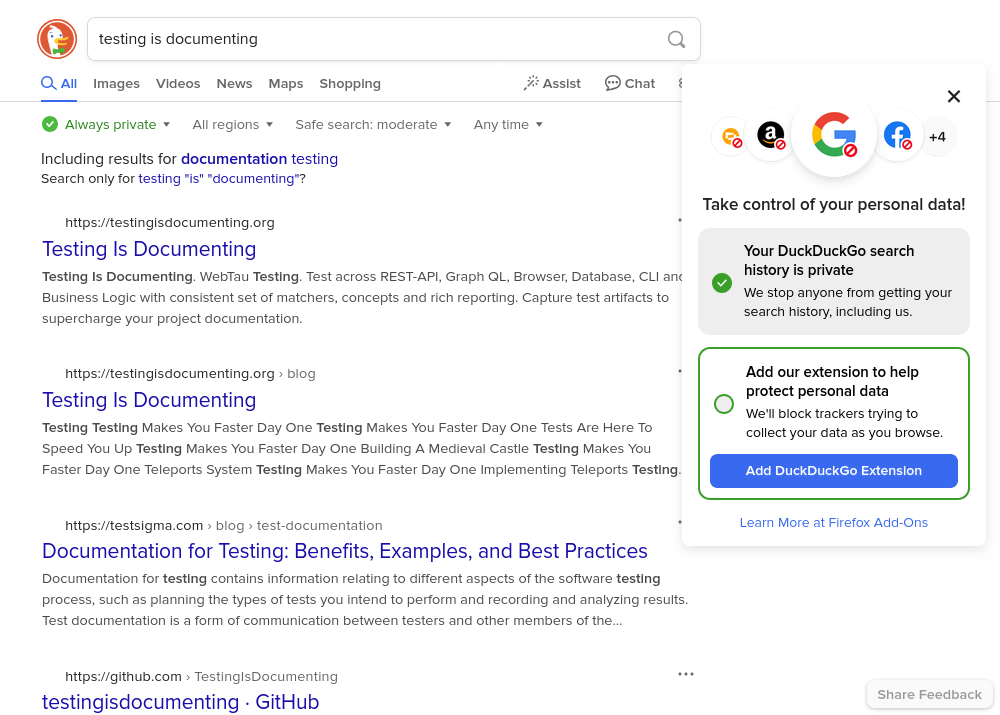 testing is documenting
All Images Videos News Maps Shopping Assist Chat
Always private All regions Safe search: moderate Any time
Including results for documentation testing
Search only for testing "is" "documenting"?
https://testingisdocumenting.org
Testing Is Documenting
Testing Is Documenting. WebTau Testing. Test across REST-API, Graph QL, Browser, Database, CLI and
Business Logic with consistent set of matchers, concepts and rich reporting. Capture test artifacts to
supercharge your project documentation.
https://testingisdocumenting.org › blog
Testing Is Documenting
Testing Testing Makes You Faster Day One Testing Makes You Faster Day One Tests Are Here To
Speed You Up Testing Makes You Faster Day One Building A Medieval Castle Testing Makes You
Faster Day One Teleports System Testing Makes You Faster Day One Implementing Teleports Testing.
https://testsigma.com › blog › test-documentation
Documentation for Testing: Benefits, Examples, and Best Practices
Documentation for testing contains information relating to different aspects of the software testing
process, such as planning the types of tests you intend to perform and recording and analyzing results.
Test documentation is a form of communication between testers and other members of the...
https://github.com › TestingIsDocumenting
testingisdocumenting · GitHub
+4
Take control of your personal data!
Your DuckDuckGo search
history is private
We stop anyone from getting your
search history, including us.
Add our extension to help
protect personal data
We'll block trackers trying to
collect your data as you browse.
Add DuckDuckGo Extension
Learn More at Firefox Add-Ons
Share Feedback